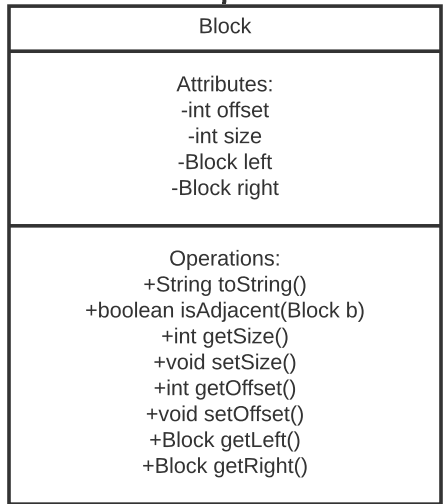 Block
Attributes:
-int offset
-int size
-Block left
-Block right
Operations:
+String toString()
+boolean isAdjacent(Block b)
+int getSize()
+void setSize()
+int getOffset()
+void setOffset()
+Block getLeft()
+Block getRight()